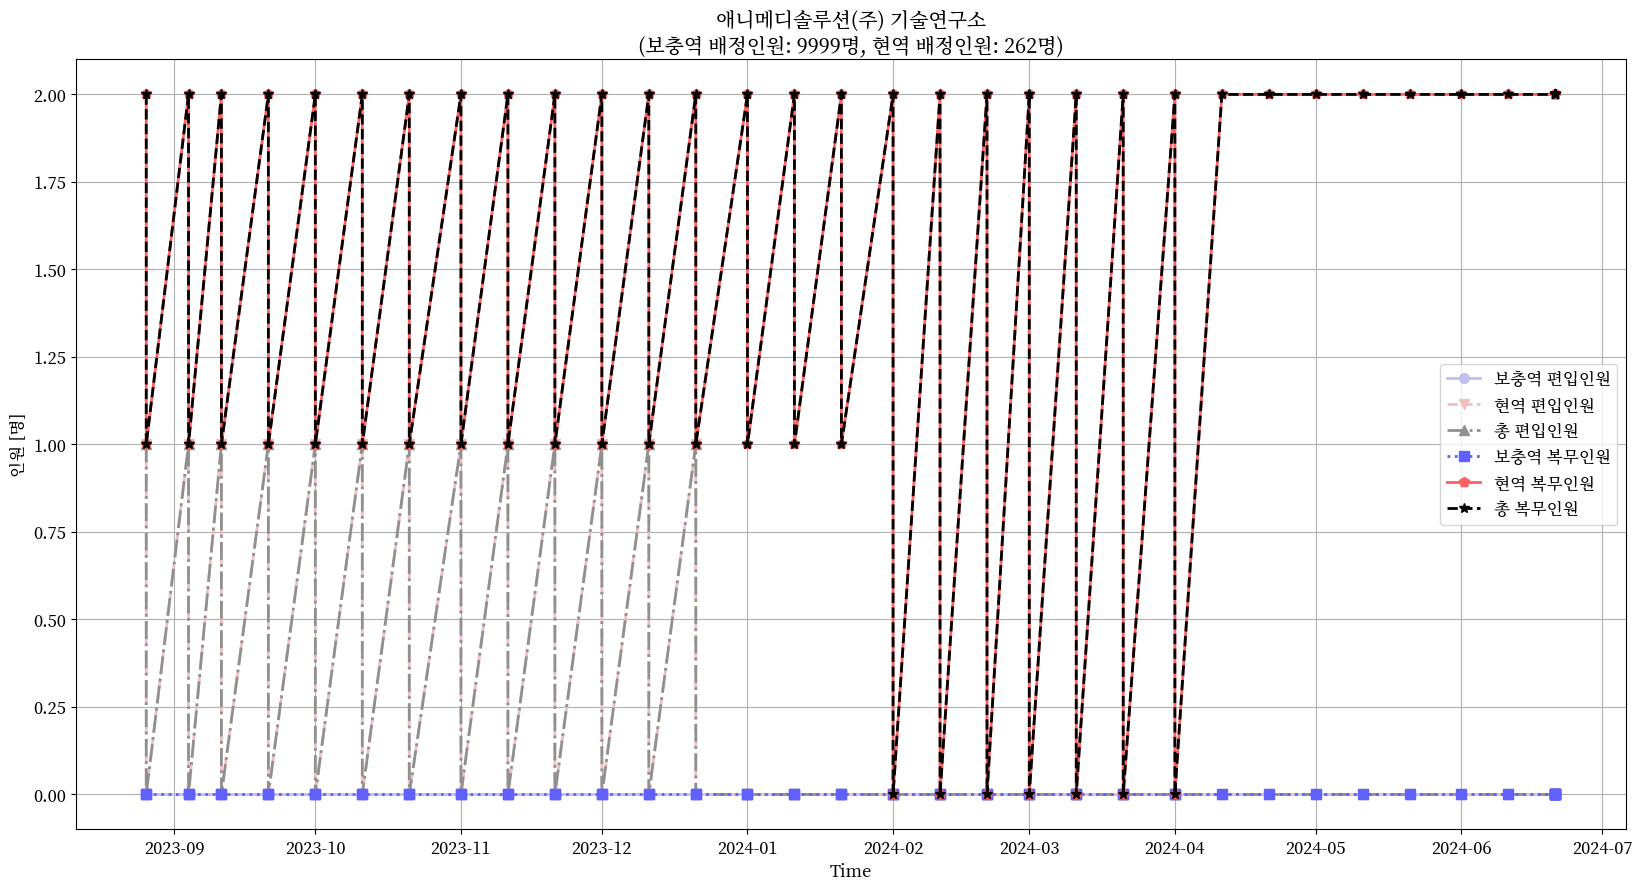 애니메디솔루션(주) 기술연구소
(보충역 배정인원: 9999명, 현역 배정인원: 262명)
2.00
1.75
1.50
1.25
1.00
0.75
0.50
0.25
0.00
인원 [명]
보충역 편입인원
현역 편입인원
총 편입인원
보충역 복무인원
현역 복무인원
총 복무인원
2023-09 2023-10 2023-11 2023-12 2024-01 2024-02 2024-03 2024-04 2024-05 2024-06 2024-07
Time